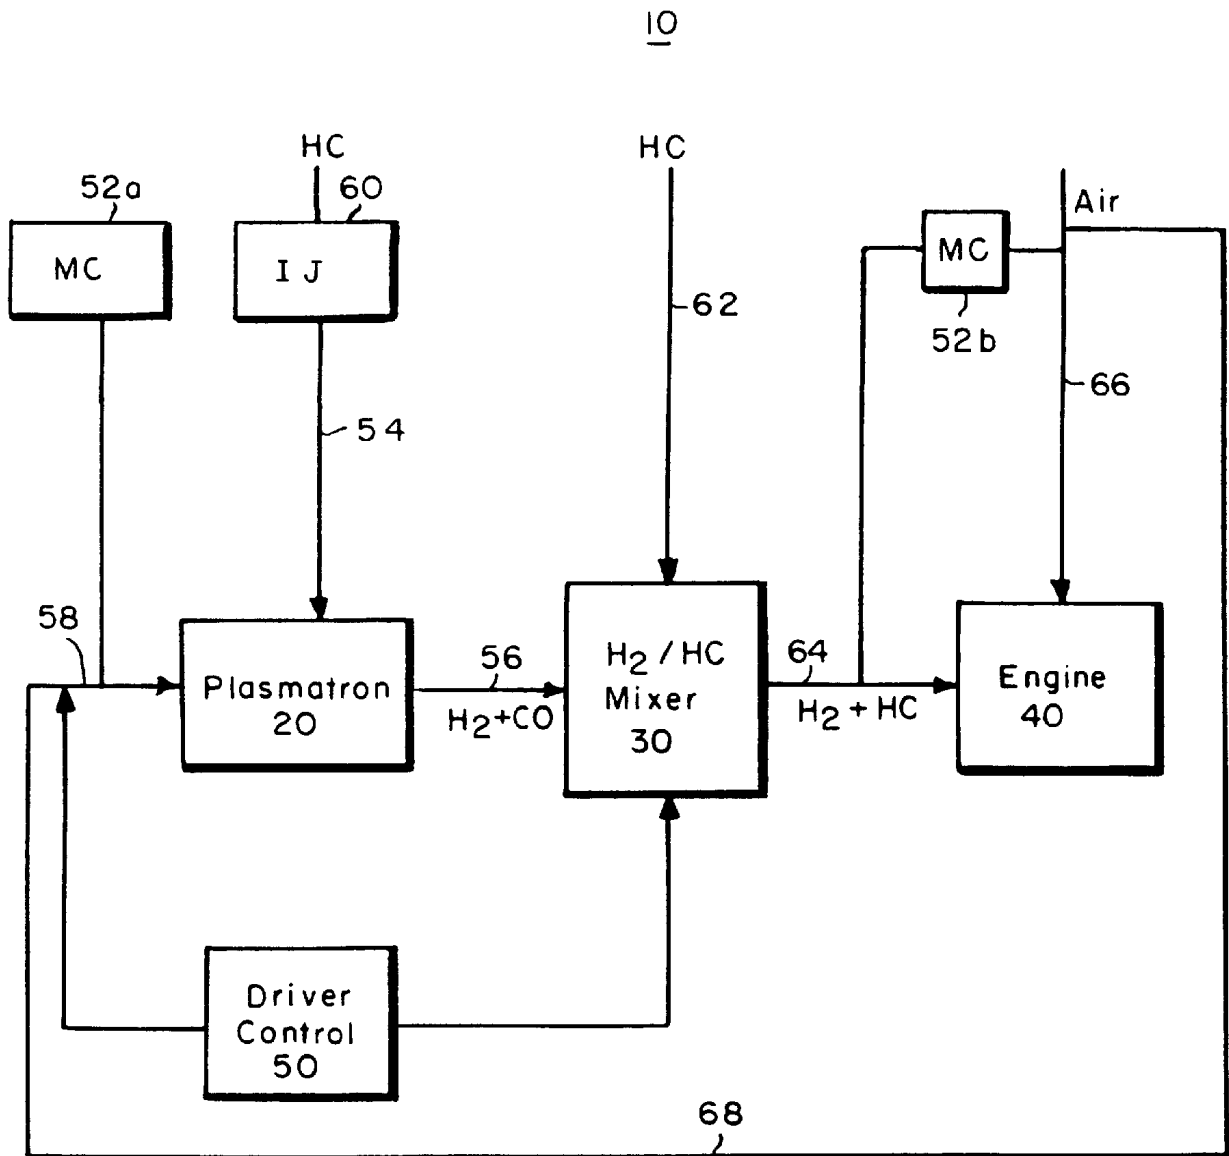 10
HC
HC
52a
60
Air
MC
IJ
MC
62
52b
66
54
58
56
64
Plasmatron
20
H2+CO
H2/HC
Mixer
30
H2+HC
Engine
40
Driver
Control
50
68